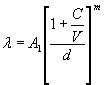 λ = A₁[(1 + C/V)/d]ᵐ